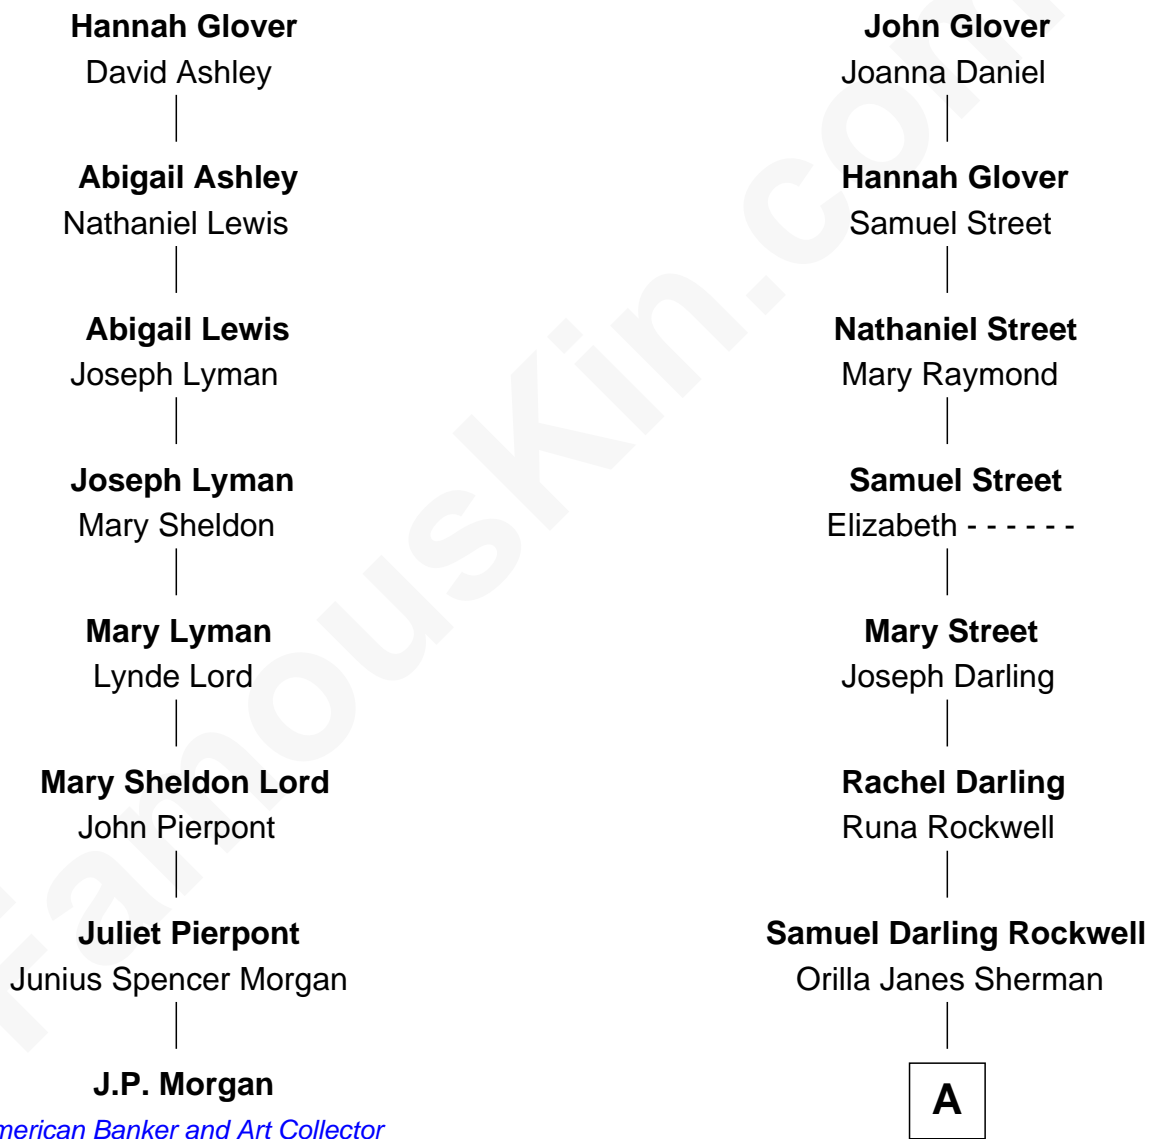 Hannah Glover
David Ashley
Abigail Ashley
Nathaniel Lewis
Abigail Lewis
Joseph Lyman
Joseph Lyman
Mary Sheldon
Mary Lyman
Lynde Lord
Mary Sheldon Lord
John Pierpont
Juliet Pierpont
Junius Spencer Morgan
J.P. Morgan
merican Banker and Art Collector
John Glover
Joanna Daniel
Hannah Glover
Samuel Street
Nathaniel Street
Mary Raymond
Samuel Street
Elizabeth - - - - - -
Mary Street
Joseph Darling
Rachel Darling
Runa Rockwell
Samuel Darling Rockwell
Orilla Janes Sherman
A
FamousKin.com